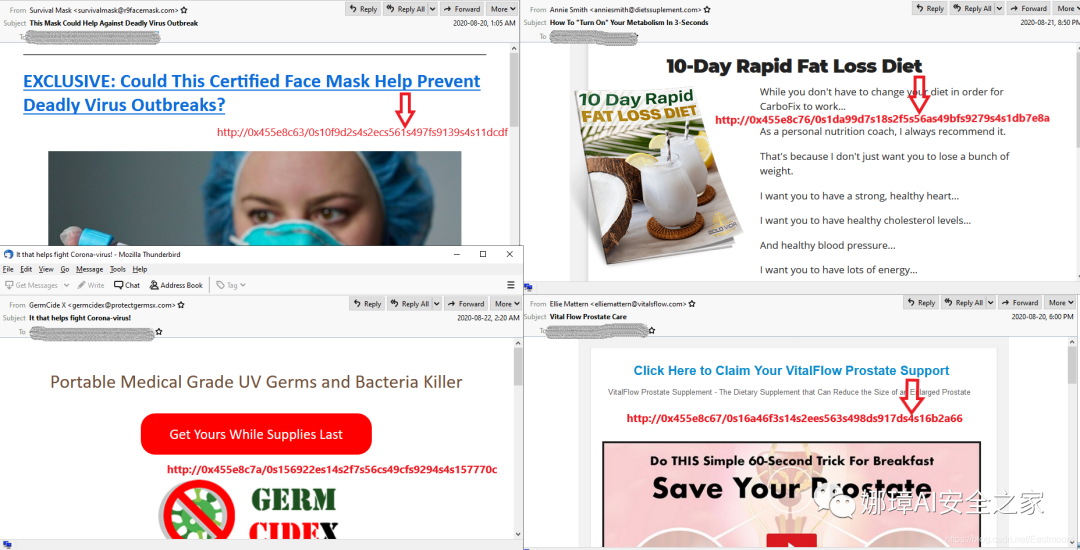 From Survival Mask <survivalmask@r9facemask.com>
Reply Reply All Forward More
Subject This Mask Could Help Against Deadly Virus Outbreak
2020-08-20, 1:05 AM
To
EXCLUSIVE: Could This Certified Face Mask Help Prevent
Deadly Virus Outbreaks?
http://0x455e8c63/0s10f9d2s4s2ecs561s497fs9139s4s11dcdf
From Annie Smith <anniesmith@dietssuplement.com>
Reply Reply All Forward More
Subject How To "Turn On" Your Metabolism In 3-Seconds
2020-08-21, 8:50 PM
To
10-Day Rapid Fat Loss Diet
10 Day Rapid
FAT LOSS DIET
GOLD VIDA
While you don't have to change your diet in order for
CarboFix to work...
http://0x455e8c76/0s1da99d7s18s2f5s56as49bfs9279s4s1db7e8a
As a personal nutrition coach, I always recommend it.
That's because I don't just want you to lose a bunch of
weight.
I want you to have a strong, healthy heart...
I want you to have healthy cholesterol levels...
And healthy blood pressure...
I want you to have lots of energy...
It that helps fight Corona-virus! - Mozilla Thunderbird
File Edit View Go Message Tools Help
Get Messages Write Chat Address Book Tag
From GermCide X <germcidex@protectgermsx.com>
Reply Reply All Forward More
Subject It that helps fight Corona-virus!
2020-08-22, 2:20 AM
To
Portable Medical Grade UV Germs and Bacteria Killer
Get Yours While Supplies Last
http://0x455e8c7a/0s156922es14s2f7s56cs49cfs9294s4s157770c
GERM
CIDEX
From Ellie Mattern <elliemattern@vitalsflow.com>
Reply Reply All Forward More
Subject Vital Flow Prostate Care
2020-08-20, 6:00 PM
To
Click Here to Claim Your VitalFlow Prostate Support
VitalFlow Prostate Supplement - The Dietary Supplement that Can Reduce the Size of an Enlarged Prostate
http://0x455e8c67/0s16a46f3s14s2ees563s498ds917ds4s16b2a66
Do THIS Simple 60-Second Trick For Breakfast
Save Your Prostate
娜璋AI安全之家